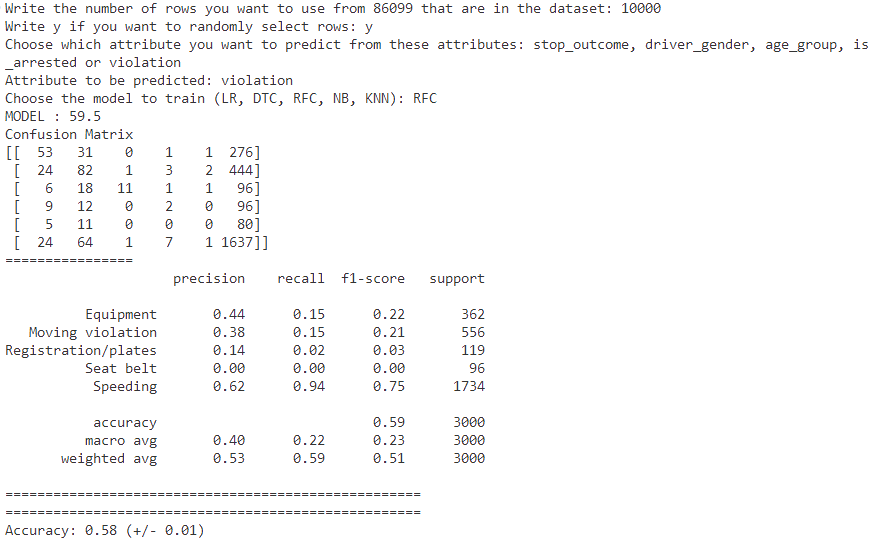 Write the number of rows you want to use from 86099 that are in the dataset: 10000
Write y if you want to randomly select rows: y
Choose which attribute you want to predict from these attributes: stop_outcome, driver_gender, age_group, is
_arrested or violation
Attribute to be predicted: violation
Choose the model to train (LR, DTC, RFC, NB, KNN): RFC
MODEL : 59.5
Confusion Matrix
[[  53   31    0    1    1  276]
 [  24   82    1    3    2  444]
 [   6   18   11    1    1   96]
 [   9   12    0    2    0   96]
 [   5   11    0    0    0   80]
 [  24   64    1    7    1 1637]]
================
                     precision    recall  f1-score   support

          Equipment       0.44      0.15      0.22       362
   Moving violation       0.38      0.15      0.21       556
Registration/plates       0.14      0.02      0.03       119
          Seat belt       0.00      0.00      0.00        96
           Speeding       0.62      0.94      0.75      1734

           accuracy                           0.59      3000
          macro avg       0.40      0.22      0.23      3000
       weighted avg       0.53      0.59      0.51      3000

====================================================
====================================================
Accuracy: 0.58 (+/- 0.01)